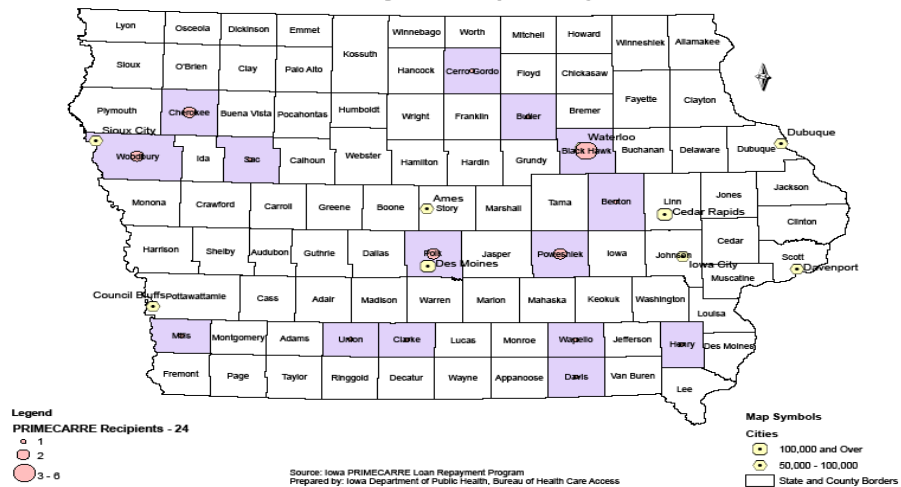 Lyon Osceola Dickinson Emmet Kossuth Winnebago Worth Mitchell Howard Winneshiek Allamakee
Sioux O'Brien Clay Palo Alto Hancock Cerro Gordo Floyd Chickasaw
Plymouth Cherokee Buena Vista Pocahontas Humboldt Wright Franklin Butler Bremer Fayette Clayton
Sioux City Waterloo Dubuque
Woodbury Ida Sac Calhoun Webster Hamilton Hardin Grundy Black Hawk Buchanan Delaware Dubuque
Monona Crawford Carroll Greene Boone Ames Story Marshall Tama Benton Linn Jones Jackson
Cedar Rapids Clinton
Harrison Shelby Audubon Guthrie Dallas Polk Jasper Poweshiek Iowa Johnson Cedar Scott
Des Moines Iowa City Muscatine Davenport
Council Bluffs Pottawattamie Cass Adair Madison Warren Marion Mahaska Keokuk Washington Louisa
Mills Montgomery Adams Union Clarke Lucas Monroe Wapello Jefferson Henry Des Moines
Fremont Page Taylor Ringgold Decatur Wayne Appanoose Davis Van Buren Lee
Legend
PRIMECARRE Recipients - 24
1
2
3 - 6
Source: Iowa PRIMECARRE Loan Repayment Program
Prepared by: Iowa Department of Public Health, Bureau of Health Care Access
Map Symbols
Cities
100,000 and Over
50,000 - 100,000
State and County Borders